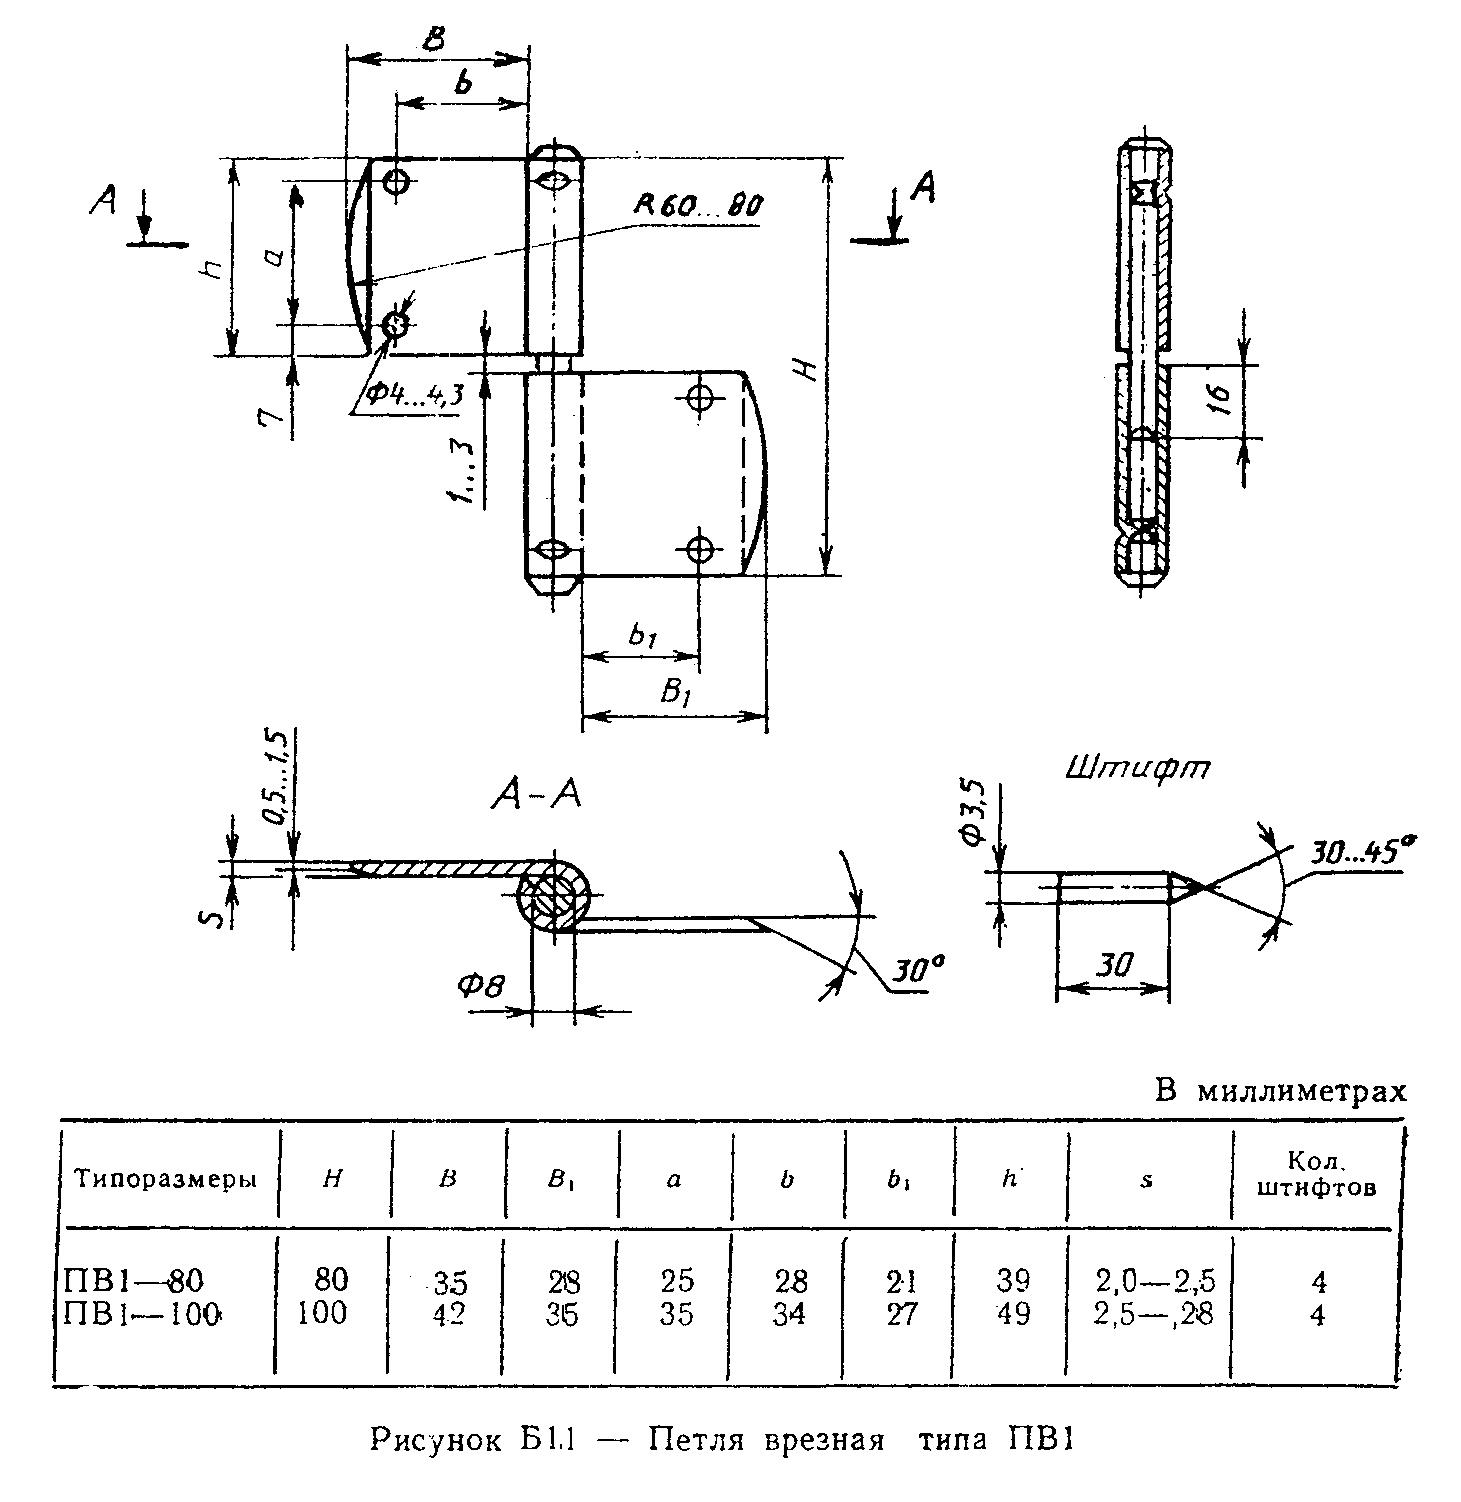 B
b
A
A
R60...80
h
a
7
Ф4...4,3
1...3
H
16
b₁
B₁
0,5...1,5
S
А-А
Штифт
Ф3,5
30...45°
30
30°
Ф8
В миллиметрах
Типоразмеры H B B₁ a b b₁ h s Кол. штифтов
ПВ1—80 80 35 28 25 28 21 39 2,0—2,5 4
ПВ1—100 100 42 35 35 34 27 49 2,5—,28 4
Рисунок Б1.1 — Петля врезная типа ПВ1